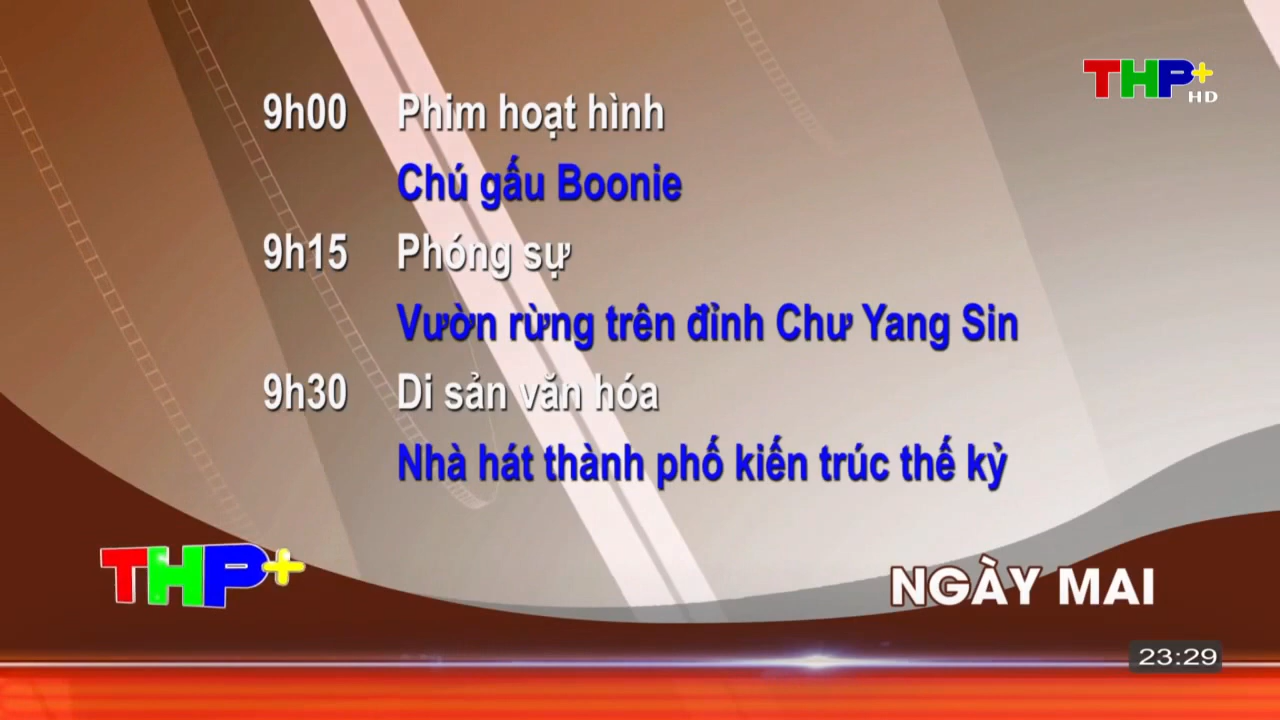 THP+
HD
9h00 Phim hoạt hình
Chú gấu Boonie
9h15 Phóng sự
Vườn rừng trên đỉnh Chư Yang Sin
9h30 Di sản văn hóa
Nhà hát thành phố kiến trúc thế kỷ
THP+
NGÀY MAI
23:29